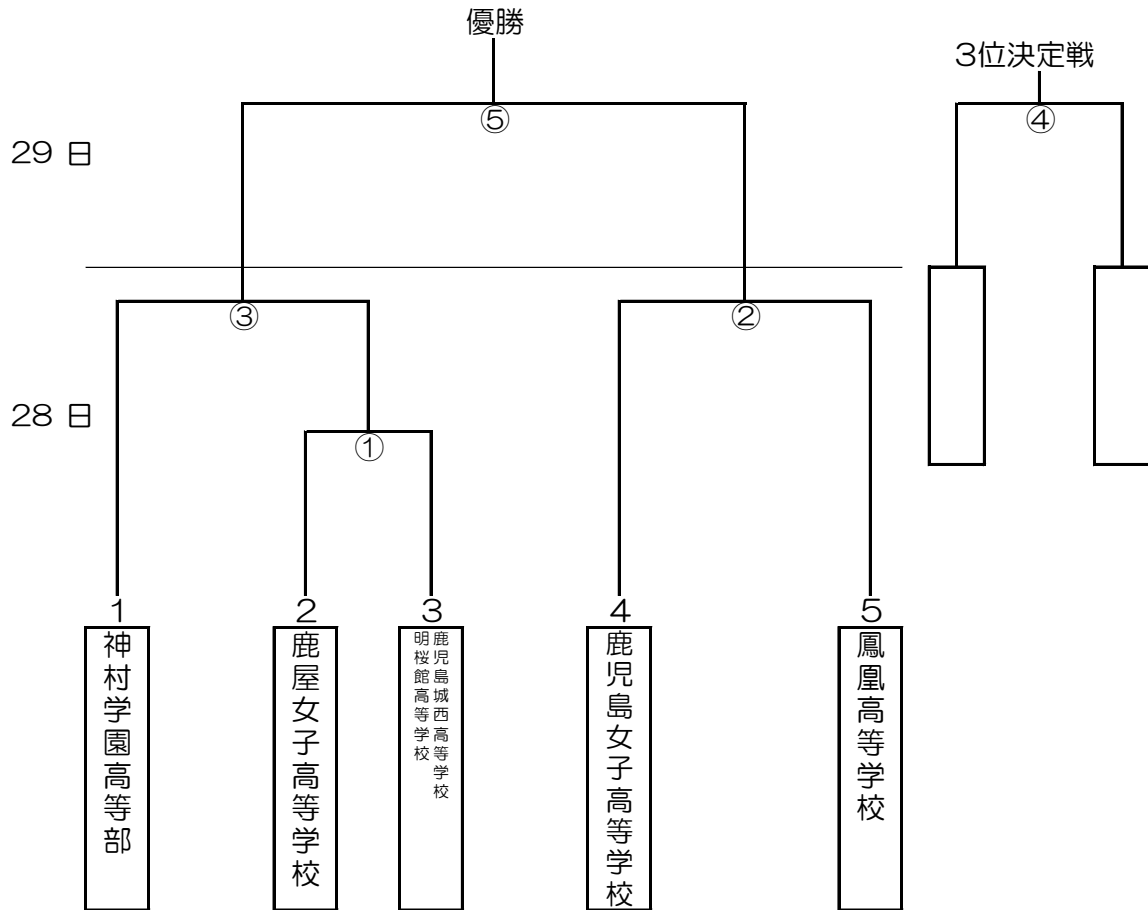 優勝
3位決定戦
⑤
④
29 日
③
②
28 日
①
1
2
3
4
5
神村学園高等部
鹿屋女子高等学校
鹿児島城西高等学校
明桜館高等学校
鹿児島女子高等学校
鳳凰高等学校